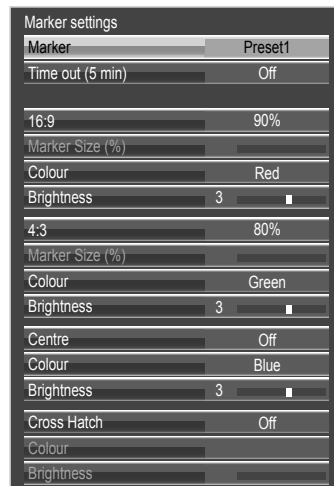 Marker settings
Marker Preset1
Time out (5 min) Off
16:9 90%
Marker Size (%)
Colour Red
Brightness 3
4:3 80%
Marker Size (%)
Colour Green
Brightness 3
Centre Off
Colour Blue
Brightness 3
Cross Hatch Off
Colour
Brightness